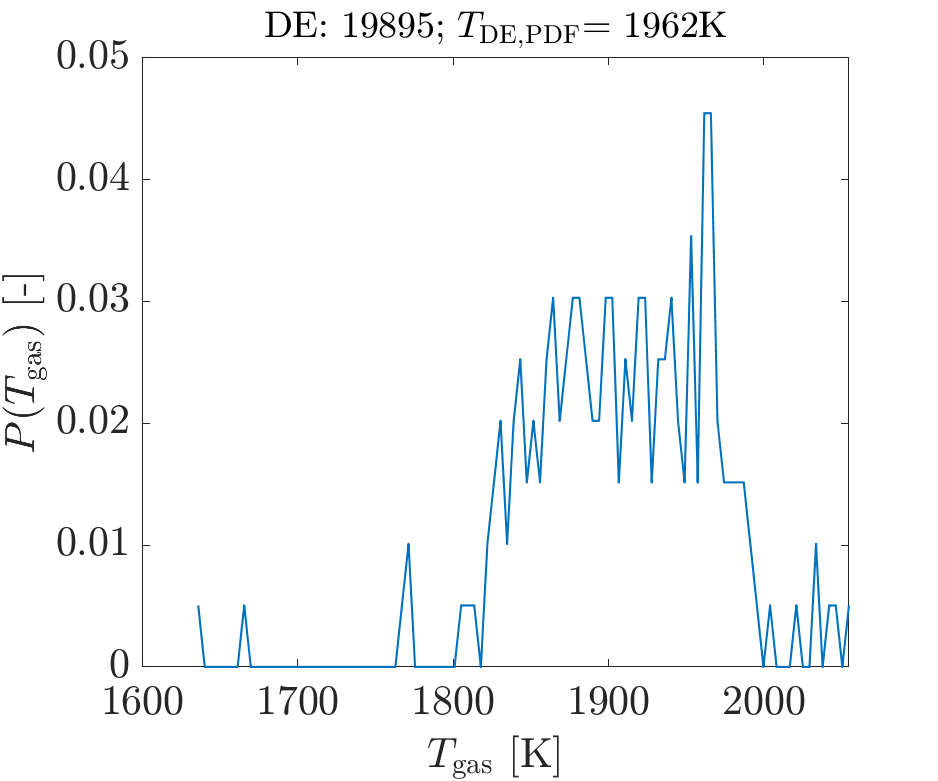 DE: 19895; T_DE,PDF= 1962K
0.05
0.04
0.03
0.02
0.01
0
P(T_gas) [-]
1600 1700 1800 1900 2000
T_gas [K]